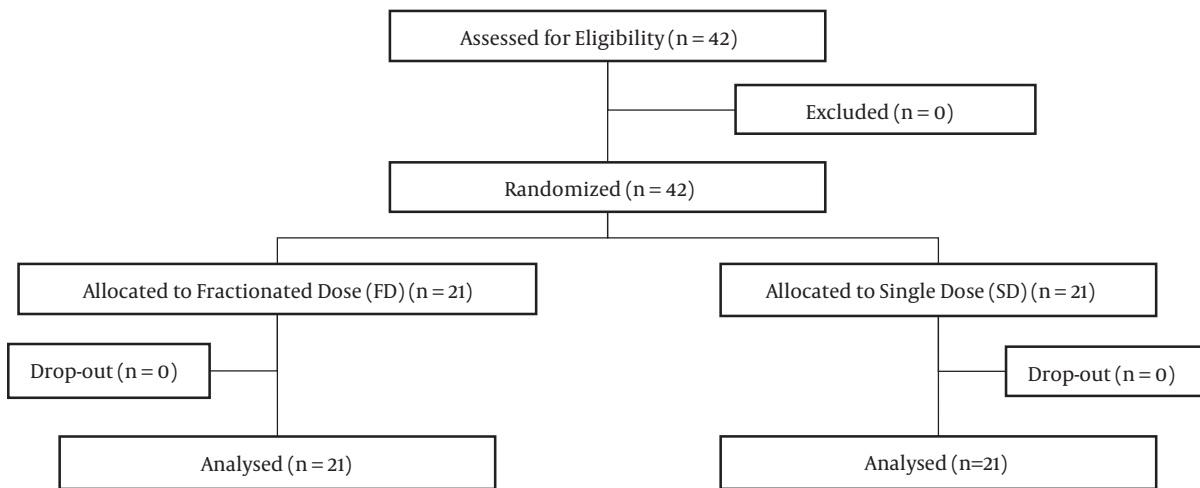 Assessed for Eligibility (n = 42)
Excluded (n = 0)
Randomized (n = 42)
Allocated to Fractionated Dose (FD) (n = 21)
Allocated to Single Dose (SD) (n = 21)
Drop-out (n = 0)
Drop-out (n = 0)
Analysed (n = 21)
Analysed (n=21)